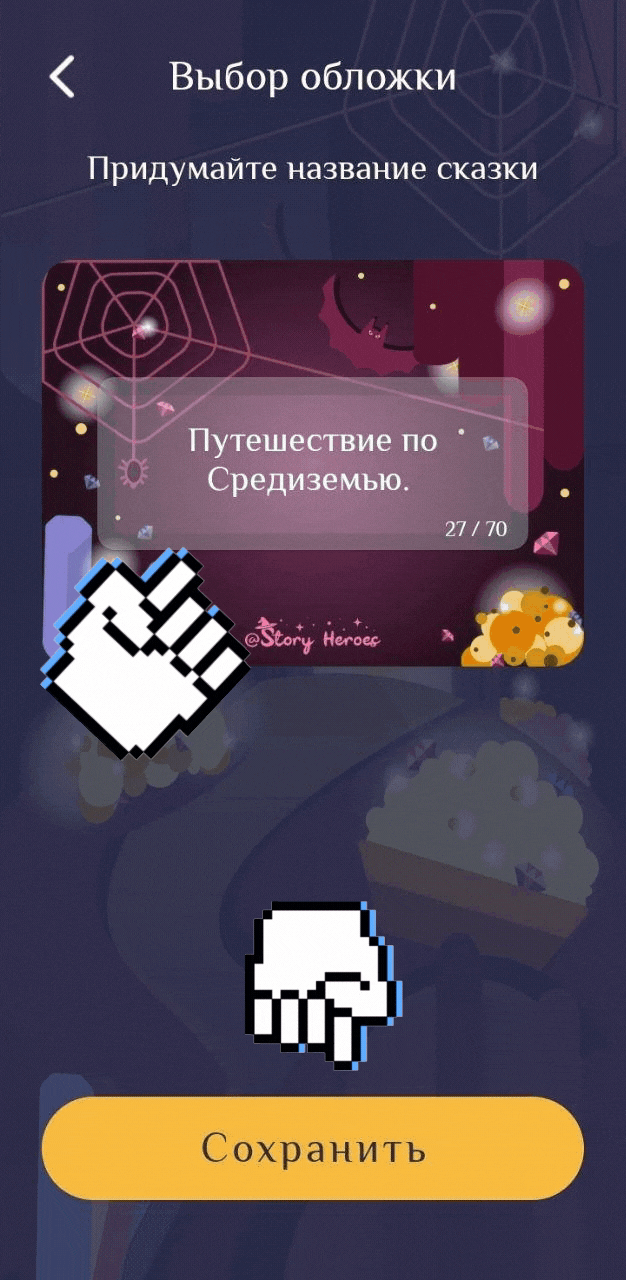 Выбор обложки
Придумайте название сказки
Путешествие по
Средиземью.
27 / 70
@Story Heroes
Сохранить